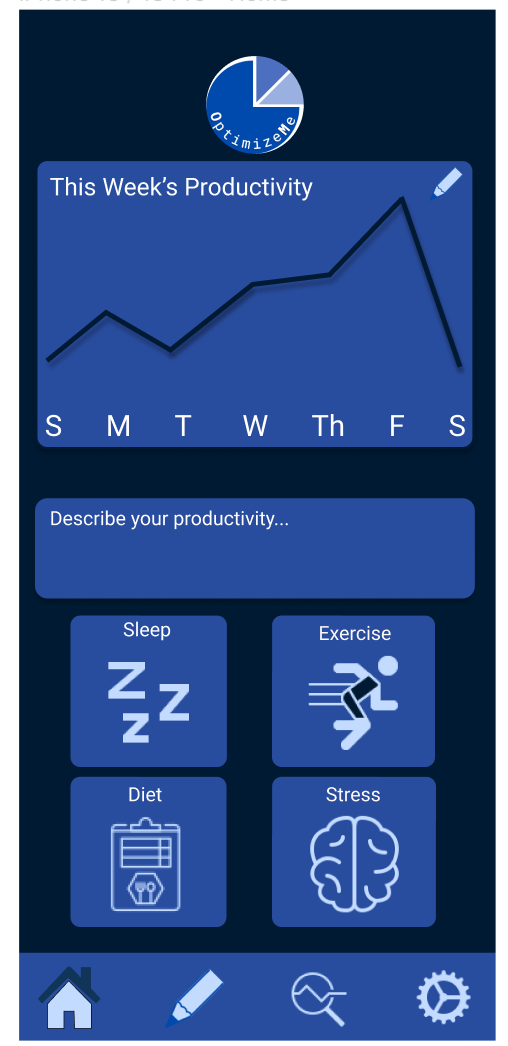 OptimizeMe
This Week's Productivity
S M T W Th F S
Describe your productivity...
Sleep Exercise
Z Z Z
Diet Stress